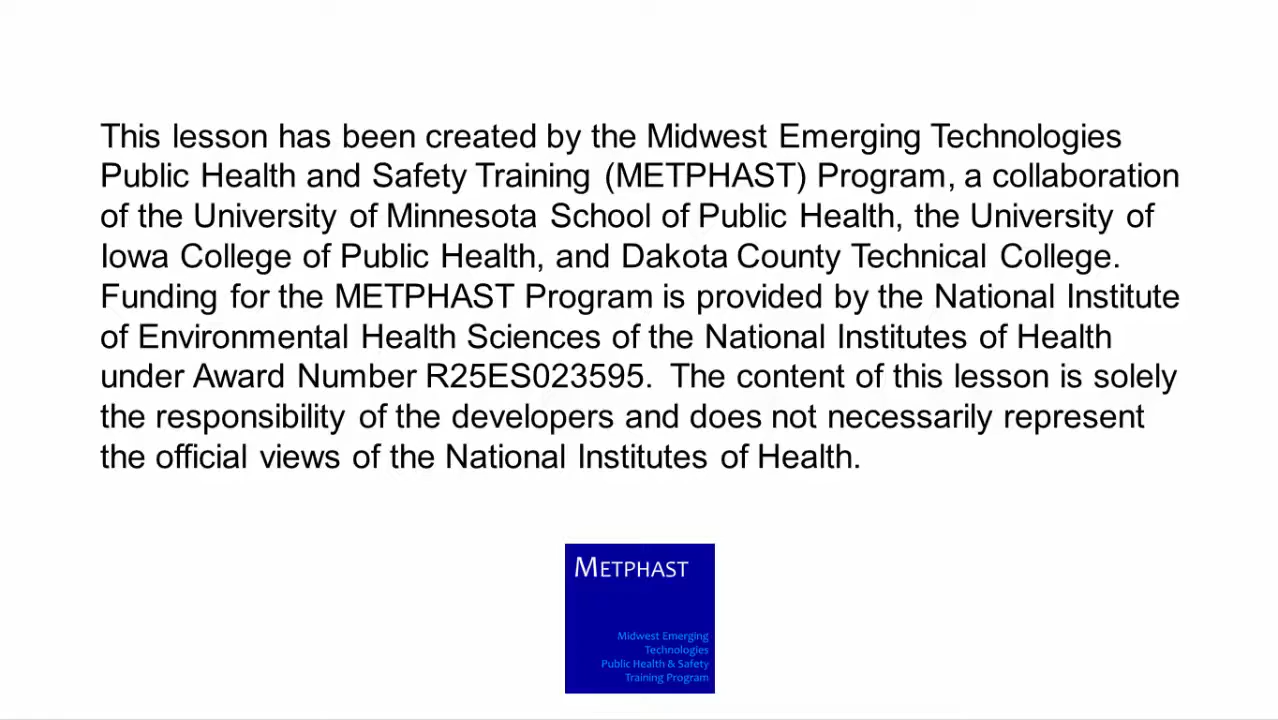 This lesson has been created by the Midwest Emerging Technologies
Public Health and Safety Training (METPHAST) Program, a collaboration
of the University of Minnesota School of Public Health, the University of
Iowa College of Public Health, and Dakota County Technical College.
Funding for the METPHAST Program is provided by the National Institute
of Environmental Health Sciences of the National Institutes of Health
under Award Number R25ES023595.  The content of this lesson is solely
the responsibility of the developers and does not necessarily represent
the official views of the National Institutes of Health.
METPHAST
Midwest Emerging
Technologies
Public Health & Safety
Training Program